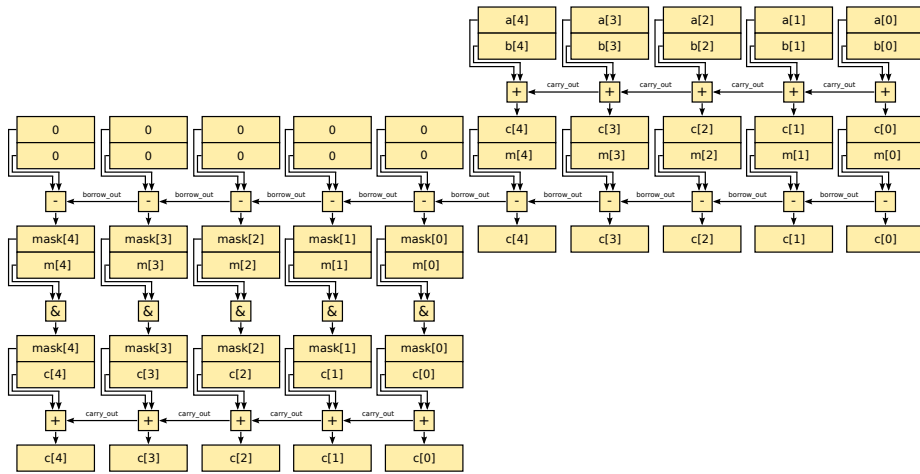 a[4] a[3] a[2] a[1] a[0]
b[4] b[3] b[2] b[1] b[0]
+ carry_out + carry_out + carry_out + carry_out +
0 0 0 0 0 c[4] c[3] c[2] c[1] c[0]
0 0 0 0 0 m[4] m[3] m[2] m[1] m[0]
- borrow_out - borrow_out - borrow_out - borrow_out - borrow_out - borrow_out - borrow_out - borrow_out - borrow_out -
mask[4] mask[3] mask[2] mask[1] mask[0] c[4] c[3] c[2] c[1] c[0]
m[4] m[3] m[2] m[1] m[0]
& & & & &
mask[4] mask[3] mask[2] mask[1] mask[0]
c[4] c[3] c[2] c[1] c[0]
+ carry_out + carry_out + carry_out + carry_out +
c[4] c[3] c[2] c[1] c[0]